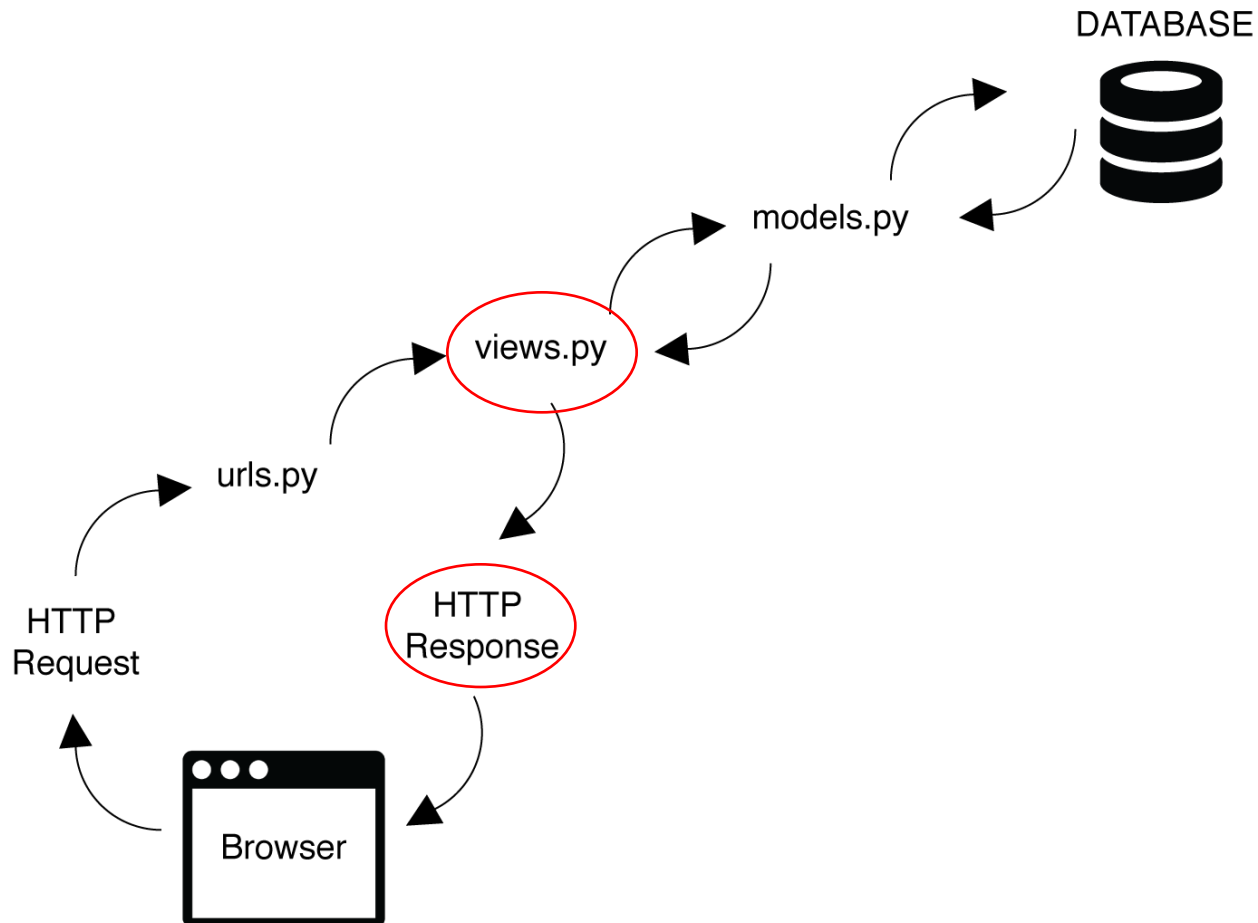 DATABASE
models.py
views.py
urls.py
HTTP
Request
HTTP
Response
Browser